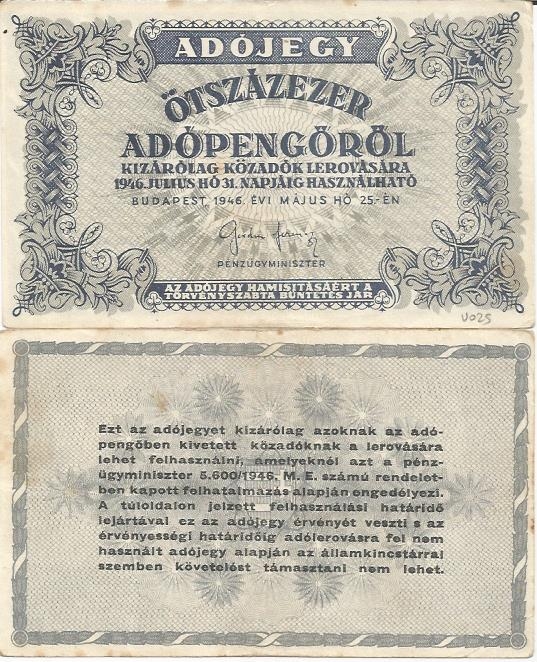 ADÓJEGY
ÖTSZÁZEZER
ADÓPENGŐRŐL
KIZÁRÓLAG KÖZADÓK LEROVÁSÁRA
1946. JULIUS HÓ 31. NAPJÁIG HASZNÁLHATÓ
BUDAPEST, 1946. ÉVI MÁJUS HÓ 25.-ÉN
PÉNZÜGYMINISZTER
AZ ADÓJEGY HAMISITÁSÁÉRT A
TÖRVÉNYSZABTA BÜNTETÉS JÁR
V025
Ezt az adójegyet kizárólag azoknak az adó-
pengőben kivetett közadóknak a lerovására
lehet felhasználni, amelyeknél azt a pénz-
ügyminiszter 5.600/1946. M. E. számú rendelet-
ben kapott felhatalmazás alapján engedélyezi.
A túloldalon jelzett felhasználási határidő
lejártával ez az adójegy érvényét veszti s az
érvényességi határidőig adólerovásra fel nem
használt adójegy alapján az államkincstárral
szemben követelést támasztani nem lehet.